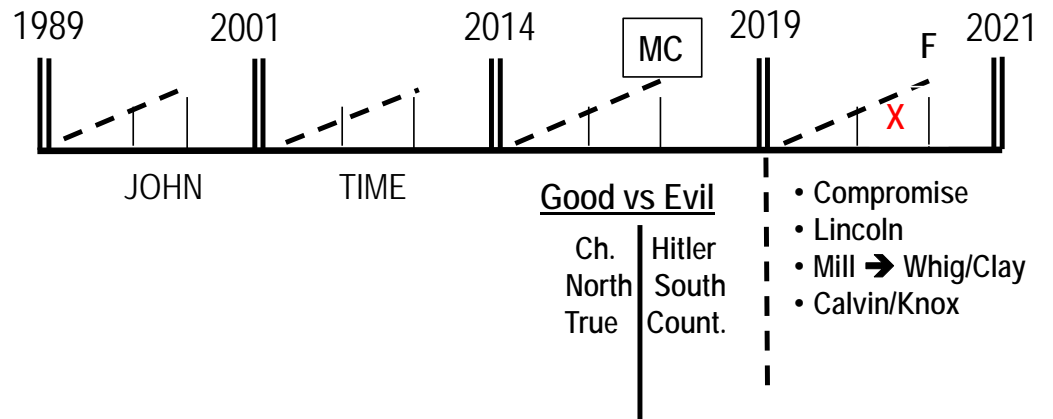 1989 2001 2014 2019 2021
MC F
X
JOHN TIME
Good vs Evil
Ch. Hitler
North South
True Count.
• Compromise
• Lincoln
• Mill ➔ Whig/Clay
• Calvin/Knox